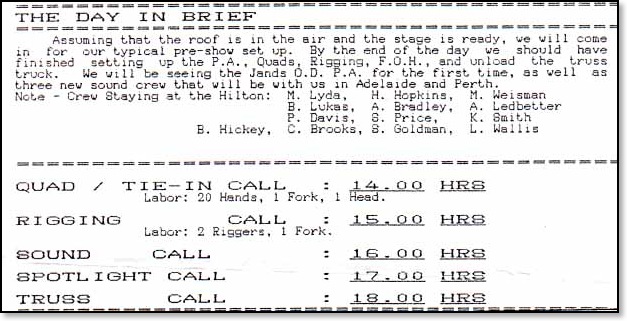 THE DAY IN BRIEF
Assuming that the roof is in the air and the stage is ready, we will come
in for our typical pre-show set up. By the end of the day we should have
finished setting up the P.A., Quads, Rigging, F.O.H., and unload the truss
truck. We will be seeing the Jands O.D. P.A. for the first time, as well as
three new sound crew that will be with us in Adelaide and Perth.
Note - Crew Staying at the Hilton: M. Lyda, H. Hopkins, M. Weisman
B. Lukas, A. Bradley, A. Ledbetter
P. Davis, S. Price, K. Smith
B. Hickey, C. Brooks, S. Goldman, L. Wallis
QUAD / TIE-IN CALL : 14.00 HRS
Labor: 20 Hands, 1 Fork, 1 Head.
RIGGING CALL : 15.00 HRS
Labor: 2 Riggers, 1 Fork.
SOUND CALL : 16.00 HRS
SPOTLIGHT CALL : 17.00 HRS
TRUSS CALL : 18.00 HRS